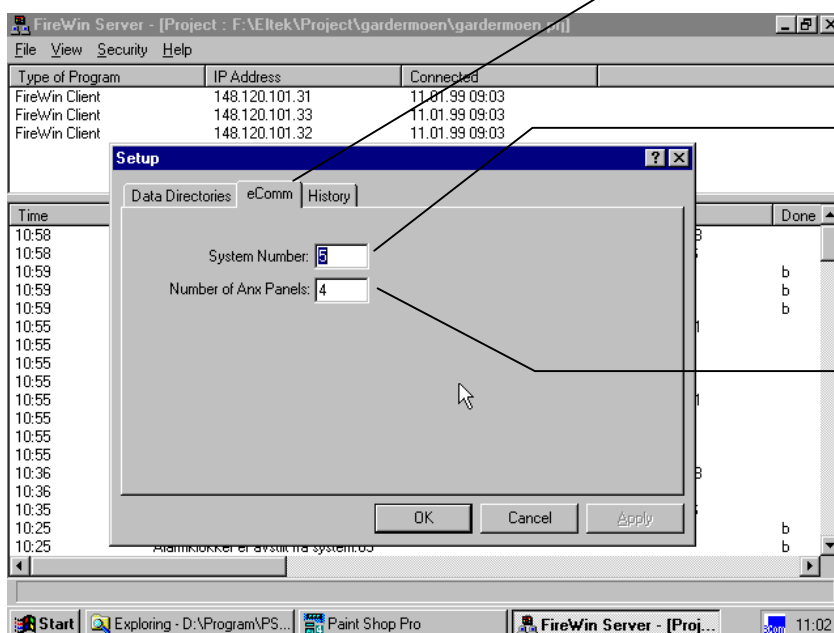 FireWin Server - [Project : F:\Eltek\Project\gardermoen\gardermoen.prj]
File View Security Help
Type of Program IP Address Connected
FireWin Client 148.120.101.31 11.01.99 09:03
FireWin Client 148.120.101.33 11.01.99 09:03
FireWin Client 148.120.101.32 11.01.99 09:03
Setup
Data Directories eComm History
System Number: 5
Number of Anx Panels: 4
OK Cancel Apply
Time Done
10:58
10:58
10:59 b
10:59 b
10:59 b
10:55
10:55
10:55
10:55
10:55
10:55
10:55
10:55
10:36
10:36
10:35
10:25 b
10:25 b
Start Exploring - D:\Program\PS... Paint Shop Pro FireWin Server - [Proj... 11:02